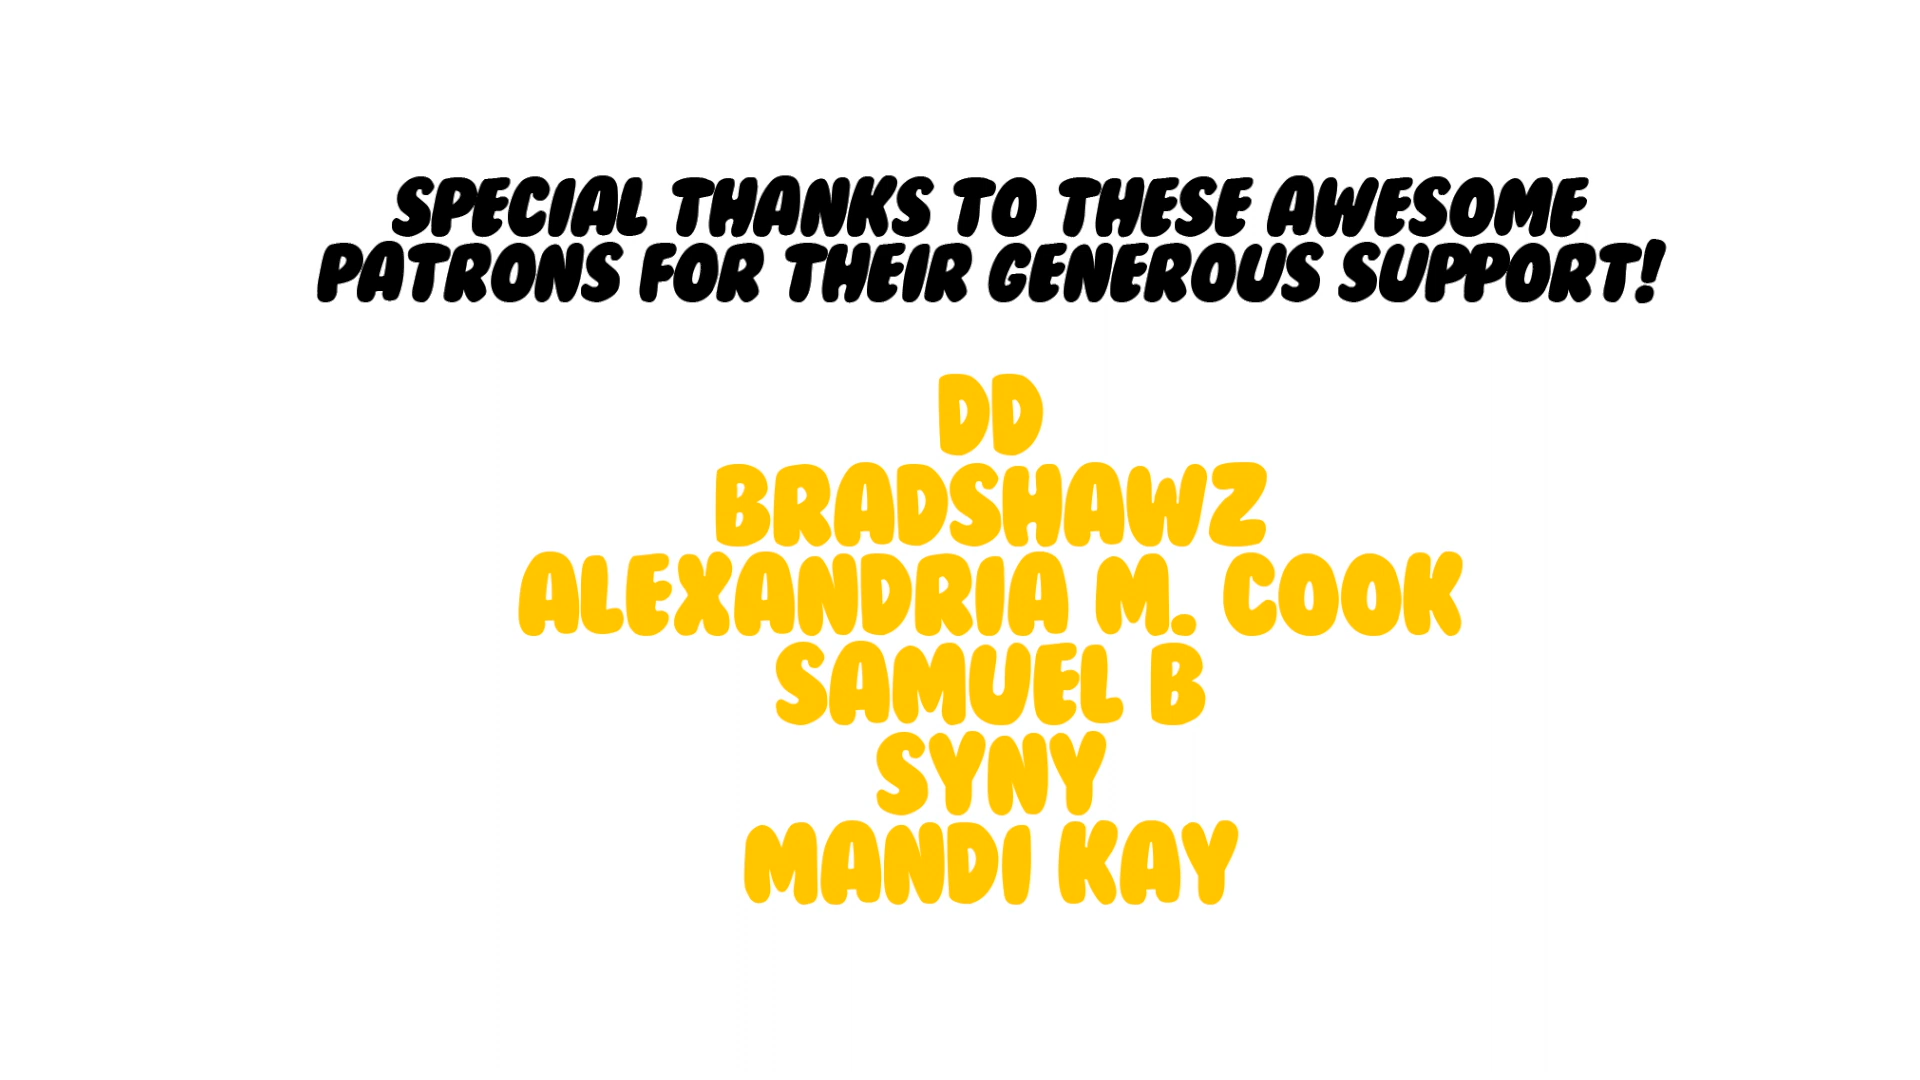 SPECIAL THANKS TO THESE AWESOME
PATRONS FOR THEIR GENEROUS SUPPORT!
DD
BRADSHAWZ
ALEXANDRIA M. COOK
SAMUEL B
SYNY
MANDI KAY